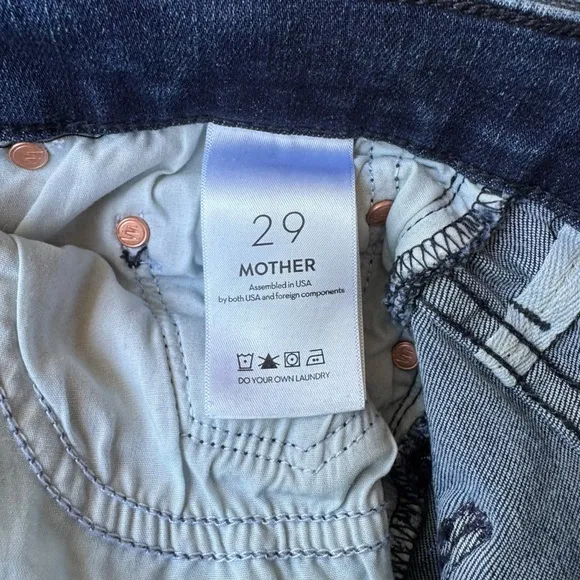 29
MOTHER
Assembled in USA
by both USA and foreign components
DO YOUR OWN LAUNDRY